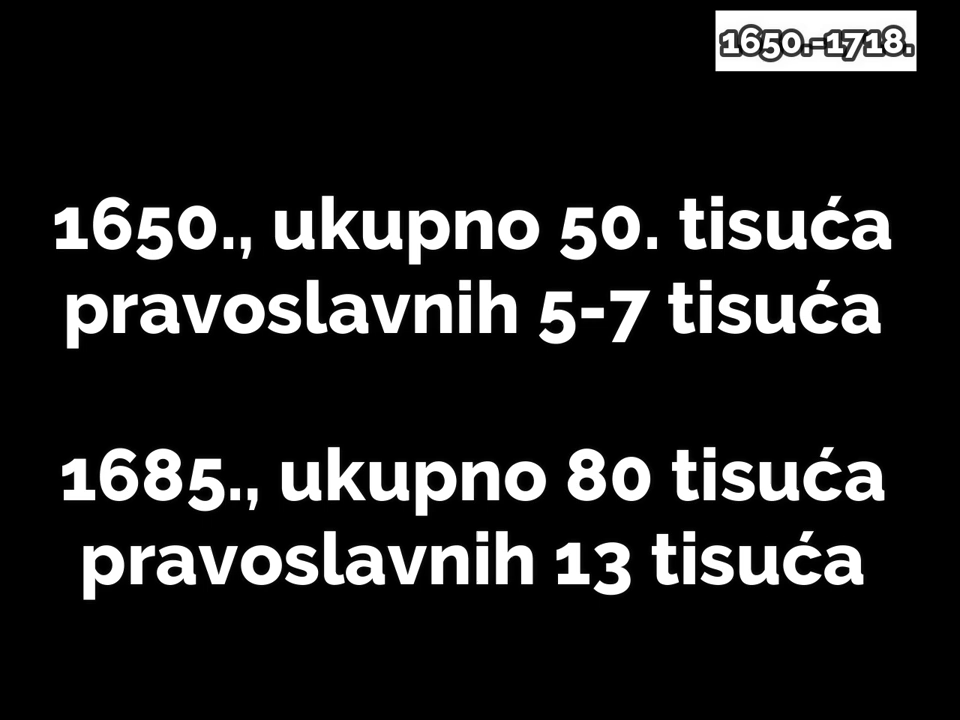 1650.-1718.
1650., ukupno 50. tisuća
pravoslavnih 5-7 tisuća
1685., ukupno 80 tisuća
pravoslavnih 13 tisuća